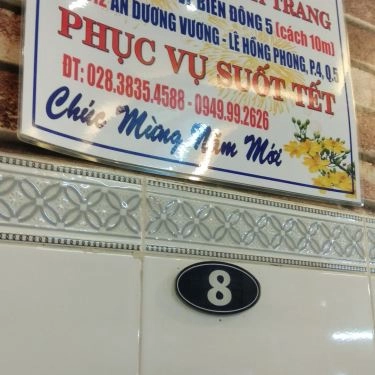 TRANG
BIỂN ĐÔNG 5 (cách 10m)
AN DƯƠNG VƯƠNG - LÊ HỒNG PHONG, P.4, Q.5
PHỤC VỤ SUỐT TẾT
ĐT: 028.3835.4588 - 0949.99.2626
Chúc Mừng Năm Mới
8